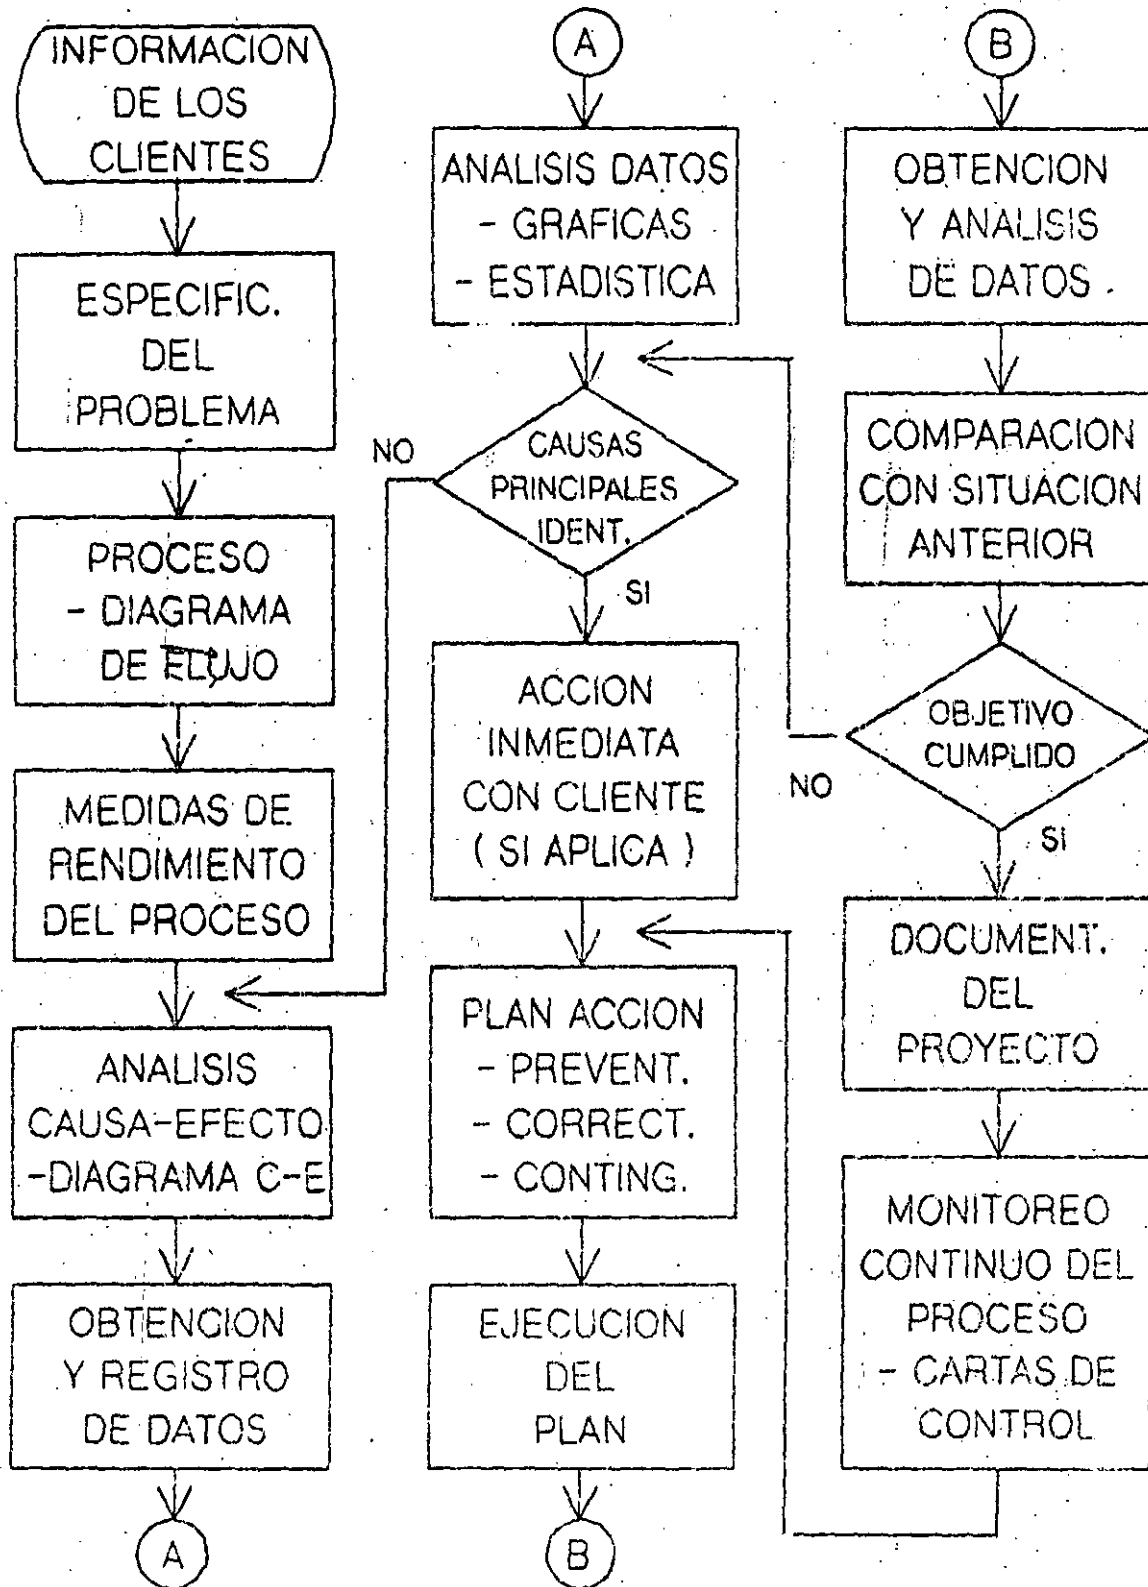 INFORMACION
DE LOS
CLIENTES
ESPECIFIC.
DEL
PROBLEMA
PROCESO
- DIAGRAMA
DE FLUJO
MEDIDAS DE
RENDIMIENTO
DEL PROCESO
ANALISIS
CAUSA-EFECTO
-DIAGRAMA C-E
OBTENCION
Y REGISTRO
DE DATOS
A
A
ANALISIS DATOS
- GRAFICAS
- ESTADISTICA
CAUSAS
PRINCIPALES
IDENT.
NO
SI
ACCION
INMEDIATA
CON CLIENTE
( SI APLICA )
PLAN ACCION
- PREVENT.
- CORRECT.
- CONTING.
EJECUCION
DEL
PLAN
B
B
OBTENCION
Y ANALISIS
DE DATOS
COMPARACION
CON SITUACION
ANTERIOR
OBJETIVO
CUMPLIDO
NO
SI
DOCUMENT.
DEL
PROYECTO
MONITOREO
CONTINUO DEL
PROCESO
- CARTAS DE
CONTROL